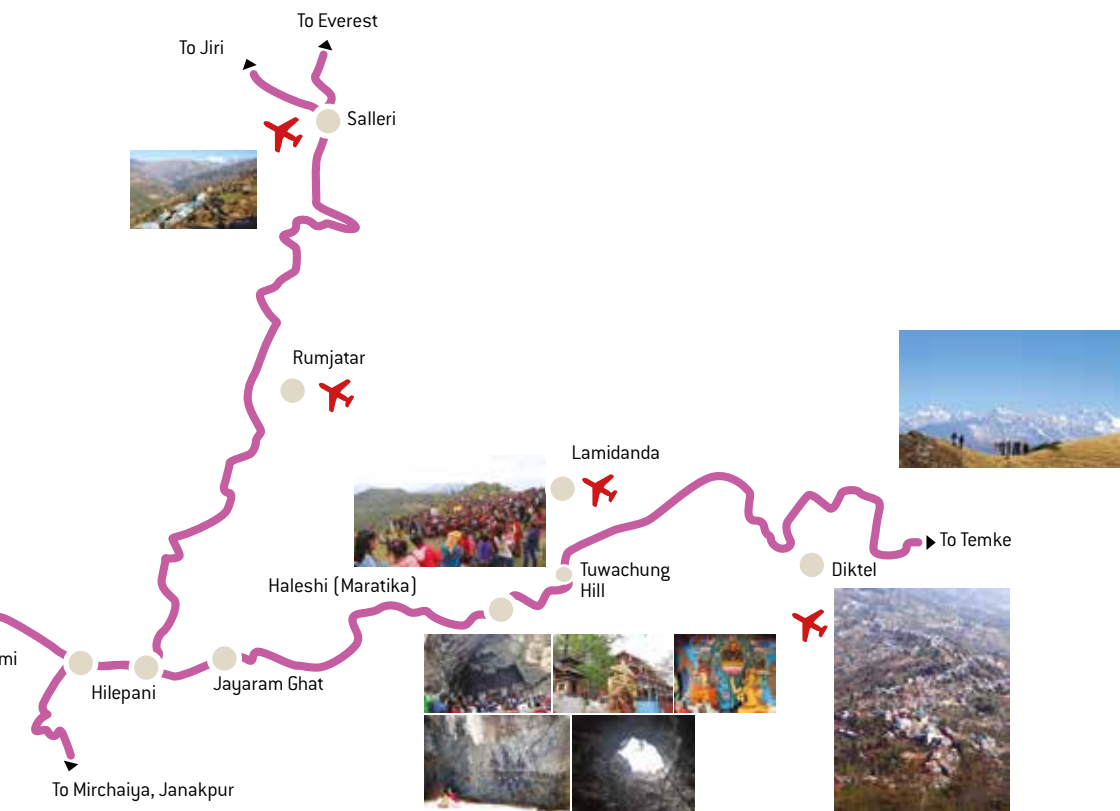 To Everest
To Jiri
Salleri
Rumjatar
Lamidanda
To Temke
Diktel
Tuwachung
Hill
Haleshi (Maratika)
mi
Jayaram Ghat
Hilepani
To Mirchaiya, Janakpur